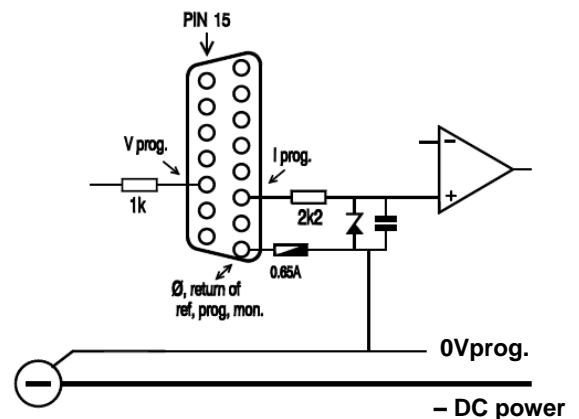 PIN 15
V prog.
I prog.
1k
2k2
0.65A
Ø, return of
ref, prog, mon.
0Vprog.
– DC power